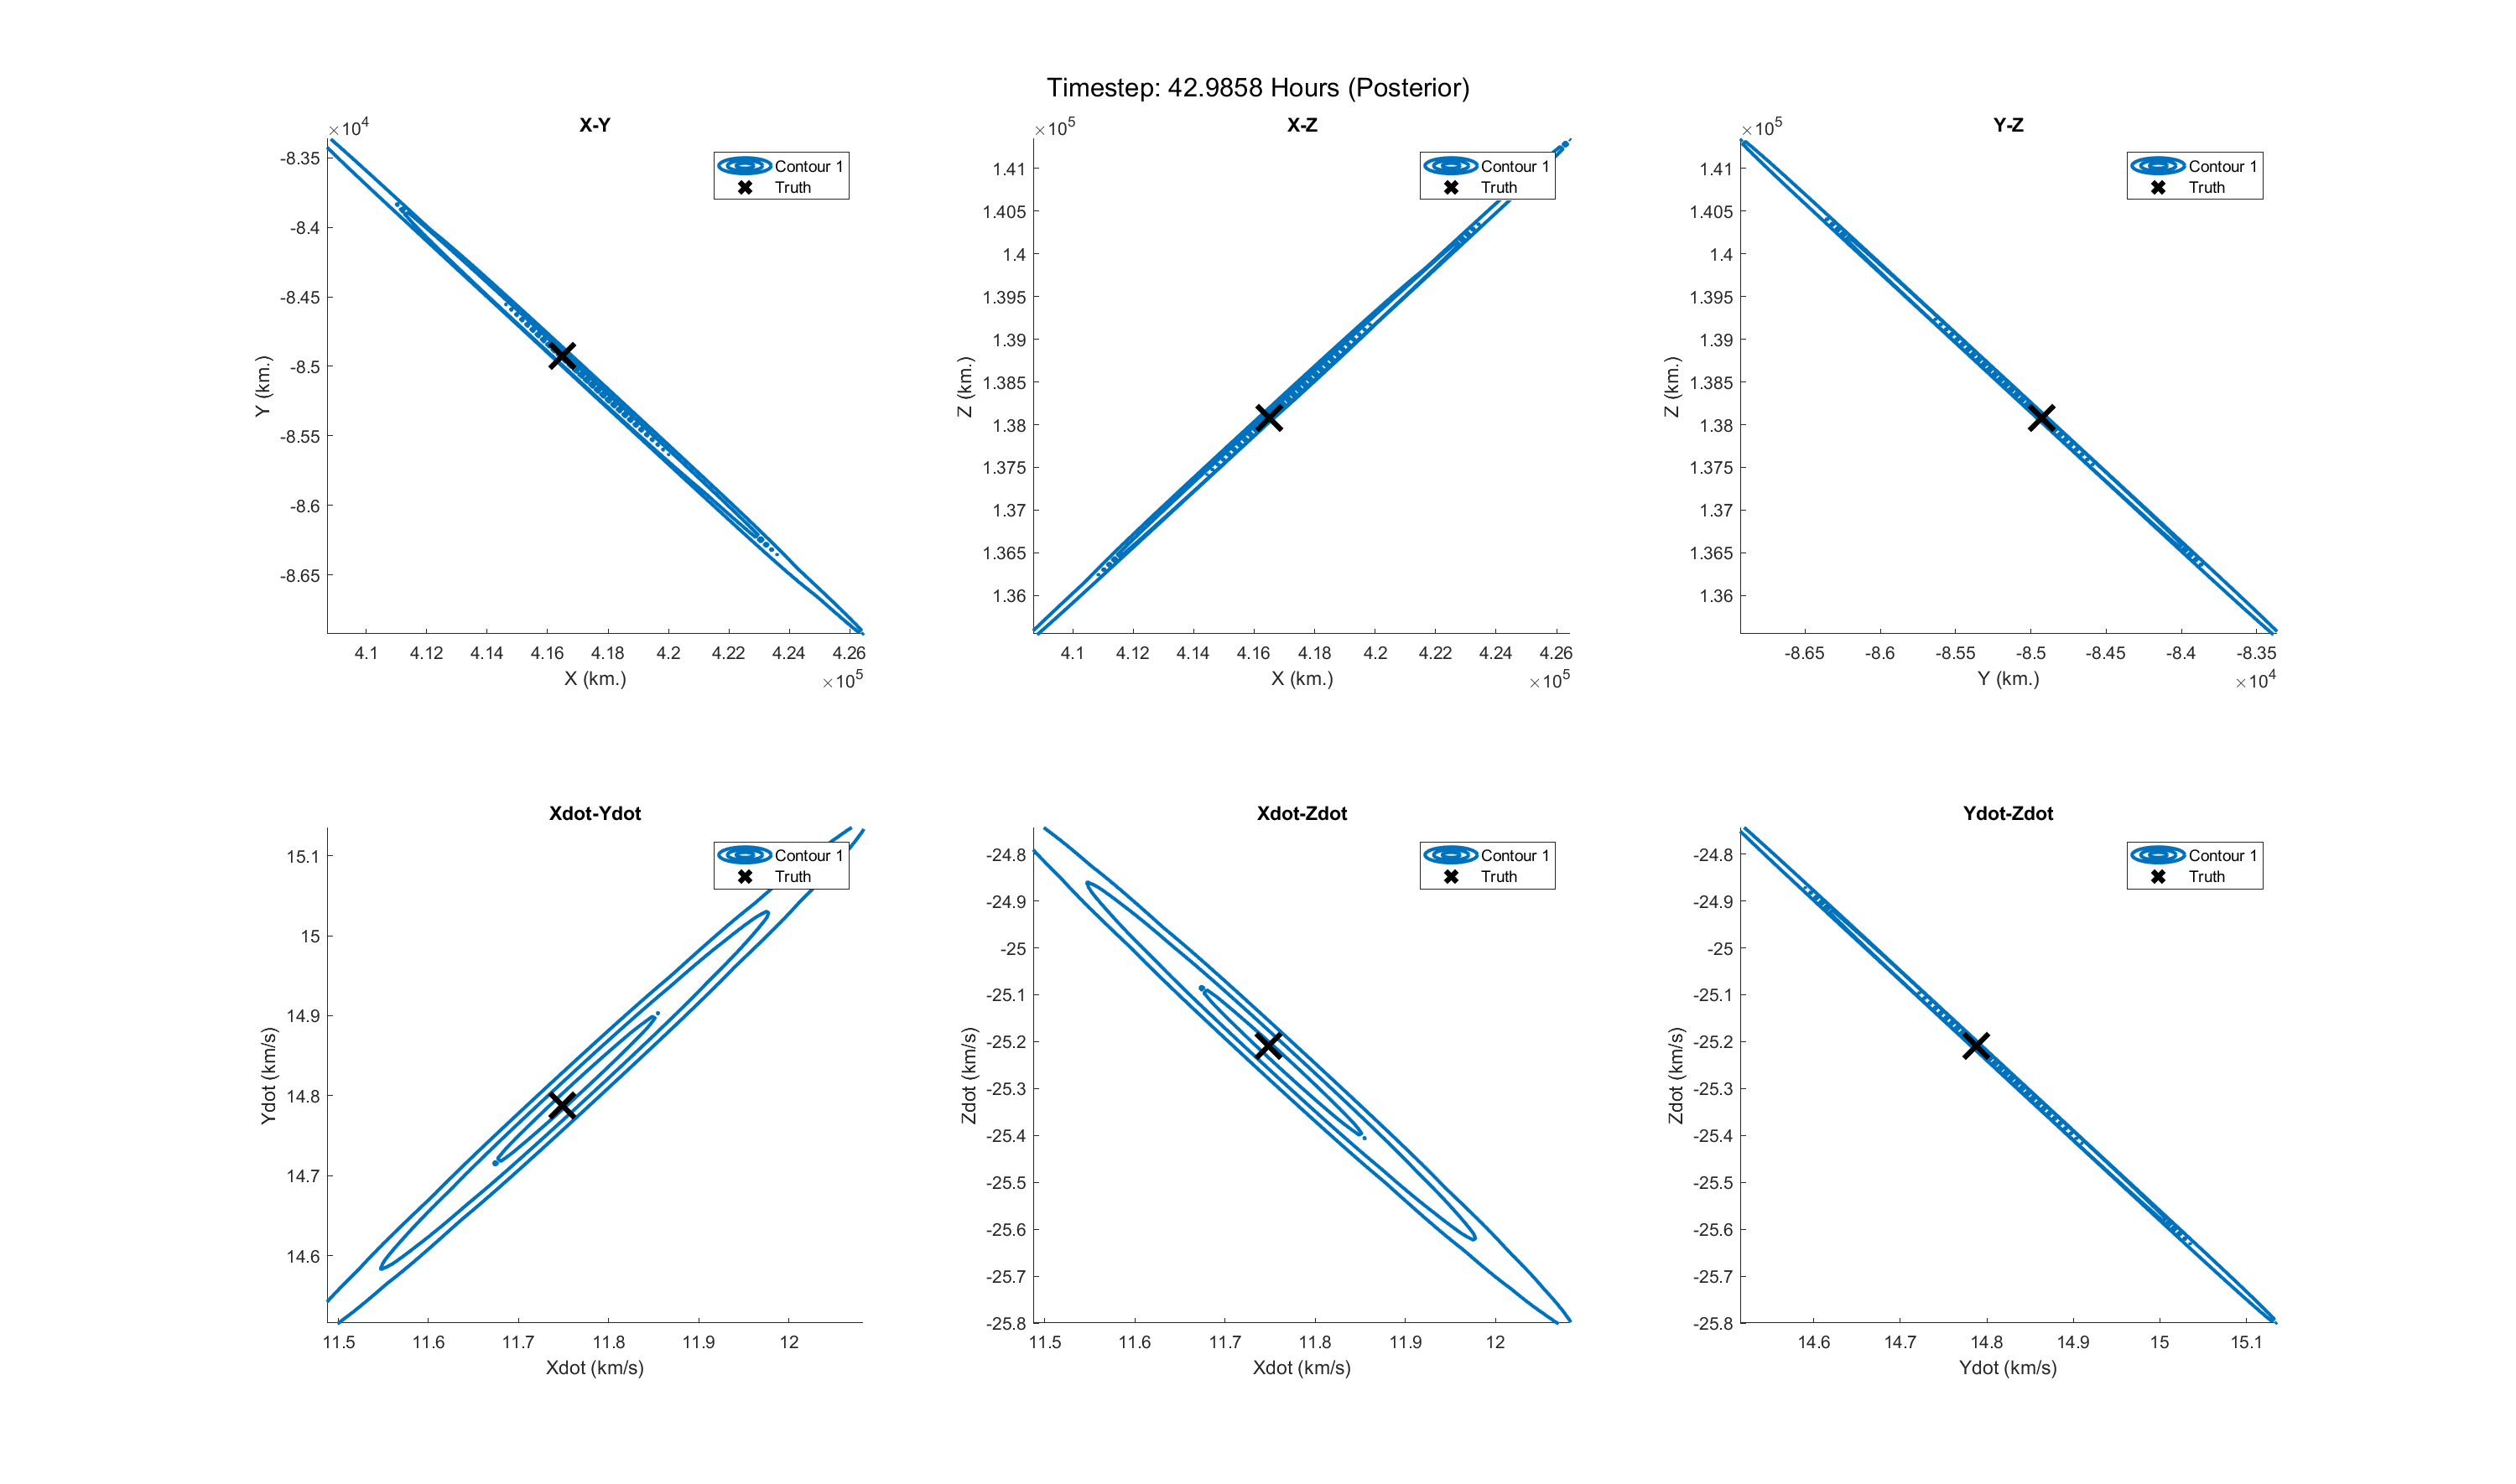 Timestep: 42.9858 Hours (Posterior)
×10^4
X-Y
Contour 1
Truth
-8.35
-8.4
-8.45
-8.5
-8.55
-8.6
-8.65
Y (km.)
4.1 4.12 4.14 4.16 4.18 4.2 4.22 4.24 4.26
X (km.)
×10^5
×10^5
X-Z
Contour 1
Truth
1.41
1.405
1.4
1.395
1.39
1.385
1.38
1.375
1.37
1.365
1.36
Z (km.)
4.1 4.12 4.14 4.16 4.18 4.2 4.22 4.24 4.26
X (km.)
×10^5
×10^5
Y-Z
Contour 1
Truth
1.41
1.405
1.4
1.395
1.39
1.385
1.38
1.375
1.37
1.365
1.36
Z (km.)
-8.65 -8.6 -8.55 -8.5 -8.45 -8.4 -8.35
Y (km.)
×10^4
Xdot-Ydot
Contour 1
Truth
15.1
15
14.9
14.8
14.7
14.6
Ydot (km/s)
11.5 11.6 11.7 11.8 11.9 12
Xdot (km/s)
Xdot-Zdot
Contour 1
Truth
-24.8
-24.9
-25
-25.1
-25.2
-25.3
-25.4
-25.5
-25.6
-25.7
-25.8
Zdot (km/s)
11.5 11.6 11.7 11.8 11.9 12
Xdot (km/s)
Ydot-Zdot
Contour 1
Truth
-24.8
-24.9
-25
-25.1
-25.2
-25.3
-25.4
-25.5
-25.6
-25.7
-25.8
Zdot (km/s)
14.6 14.7 14.8 14.9 15 15.1
Ydot (km/s)